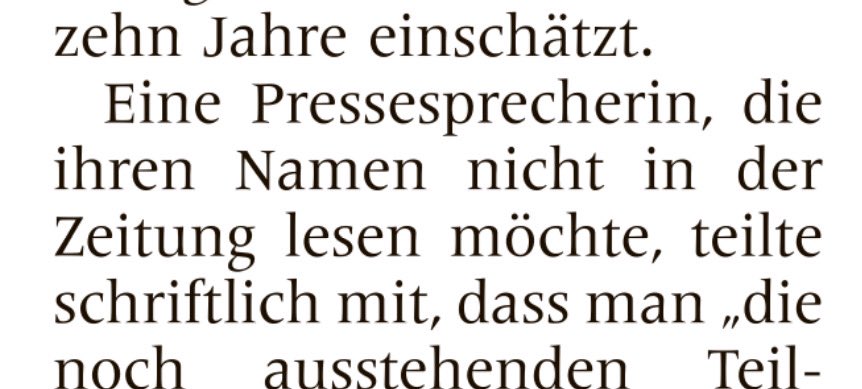 zehn Jahre einschätzt.
Eine Pressesprecherin, die
ihren Namen nicht in der
Zeitung lesen möchte, teilte
schriftlich mit, dass man „die
noch ausstehenden Teil-